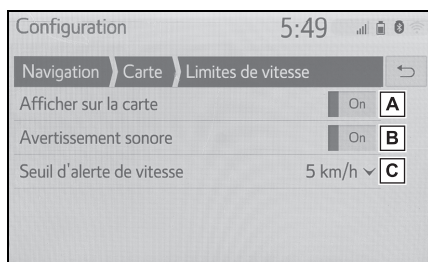 Configuration 5:49
Navigation Carte Limites de vitesse
Afficher sur la carte On A
Avertissement sonore On B
Seuil d'alerte de vitesse 5 km/h C